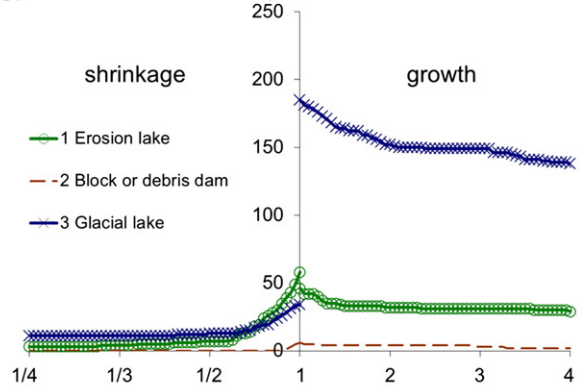 250
shrinkage
growth
200
1 Erosion lake
2 Block or debris dam
150
3 Glacial lake
100
50
0
1/4 1/3 1/2 1 2 3 4